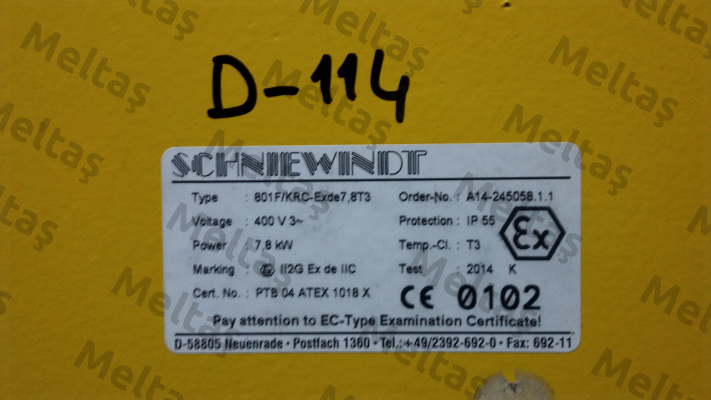 D-114
SCHNIEWINDT
Type : 801F/KRC-Exde7,8T3 Order-No. : A14-245058.1.1
Voltage : 400 V 3~ Protection : IP 55
Power : 7,8 kW Temp.-Cl. : T3
Marking : Ex II2G Ex de IIC Test : 2014 K
Cert. No. : PTB 04 ATEX 1018 X CE 0102
Ex
Pay attention to EC-Type Examination Certificate!
D-58805 Neuenrade • Postfach 1360 • Tel.: +49/2392-692-0 • Fax: 692-11
Meltaş